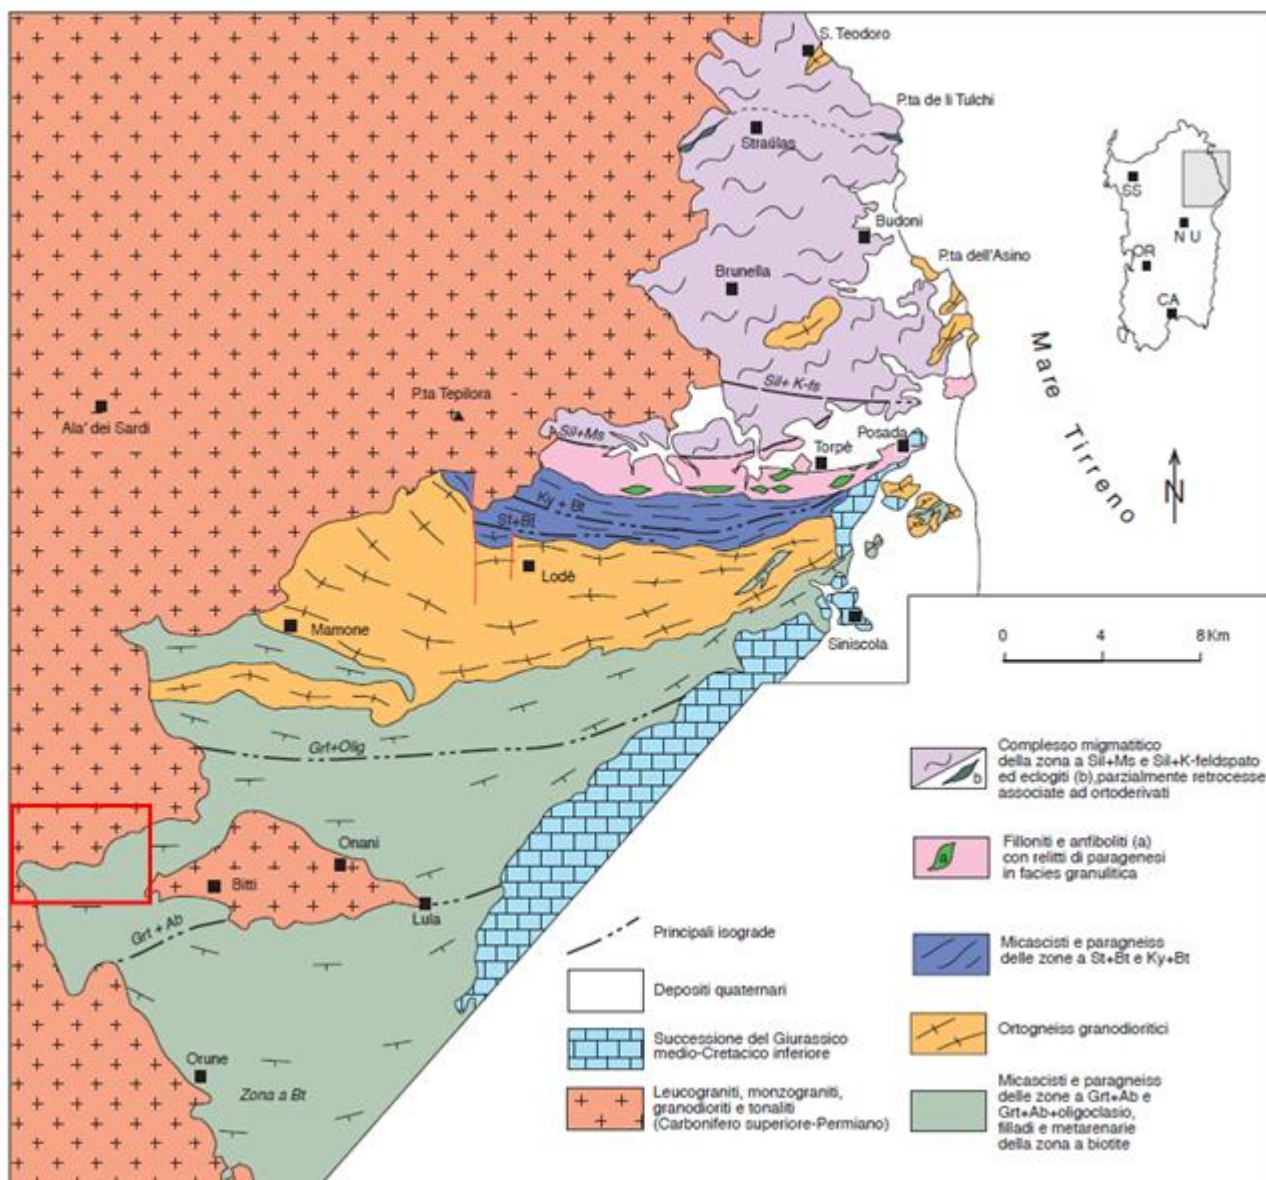 S. Teodoro
P.ta de li Tulchi
Straùlas
Budoni
P.ta dell'Asino
Brunella
Sil+ K-fs
P.ta Tepilora
Ala' dei Sardi
Sil+Ms
Posada
Torpè
Ky + Bt
St+Bt
Lodè
Mamone
Siniscola
Grt+Olig
Onani
Bitti
Lula
Grt + Ab
Orune
Zona a Bt
Mare Tirreno
SS
N U
OR
CA
N
0 4 8 Km
Complesso migmatitico
della zona a Sil+Ms e Sil+K-feldspato
ed eclogiti (b),parzialmente retrocesse
associate ad ortoderivati
b
Filloniti e anfiboliti (a)
con relitti di paragenesi
in facies granulitica
a
Micascisti e paragneiss
delle zone a St+Bt e Ky+Bt
Ortogneiss granodioritici
Micascisti e paragneiss
delle zone a Grt+Ab e
Grt+Ab+oligoclasio,
filladi e metarenarie
della zona a biotite
Principali isograde
Depositi quaternari
Successione del Giurassico
medio-Cretacico inferiore
Leucograniti, monzograniti,
granodioriti e tonaliti
(Carbonifero superiore-Permiano)